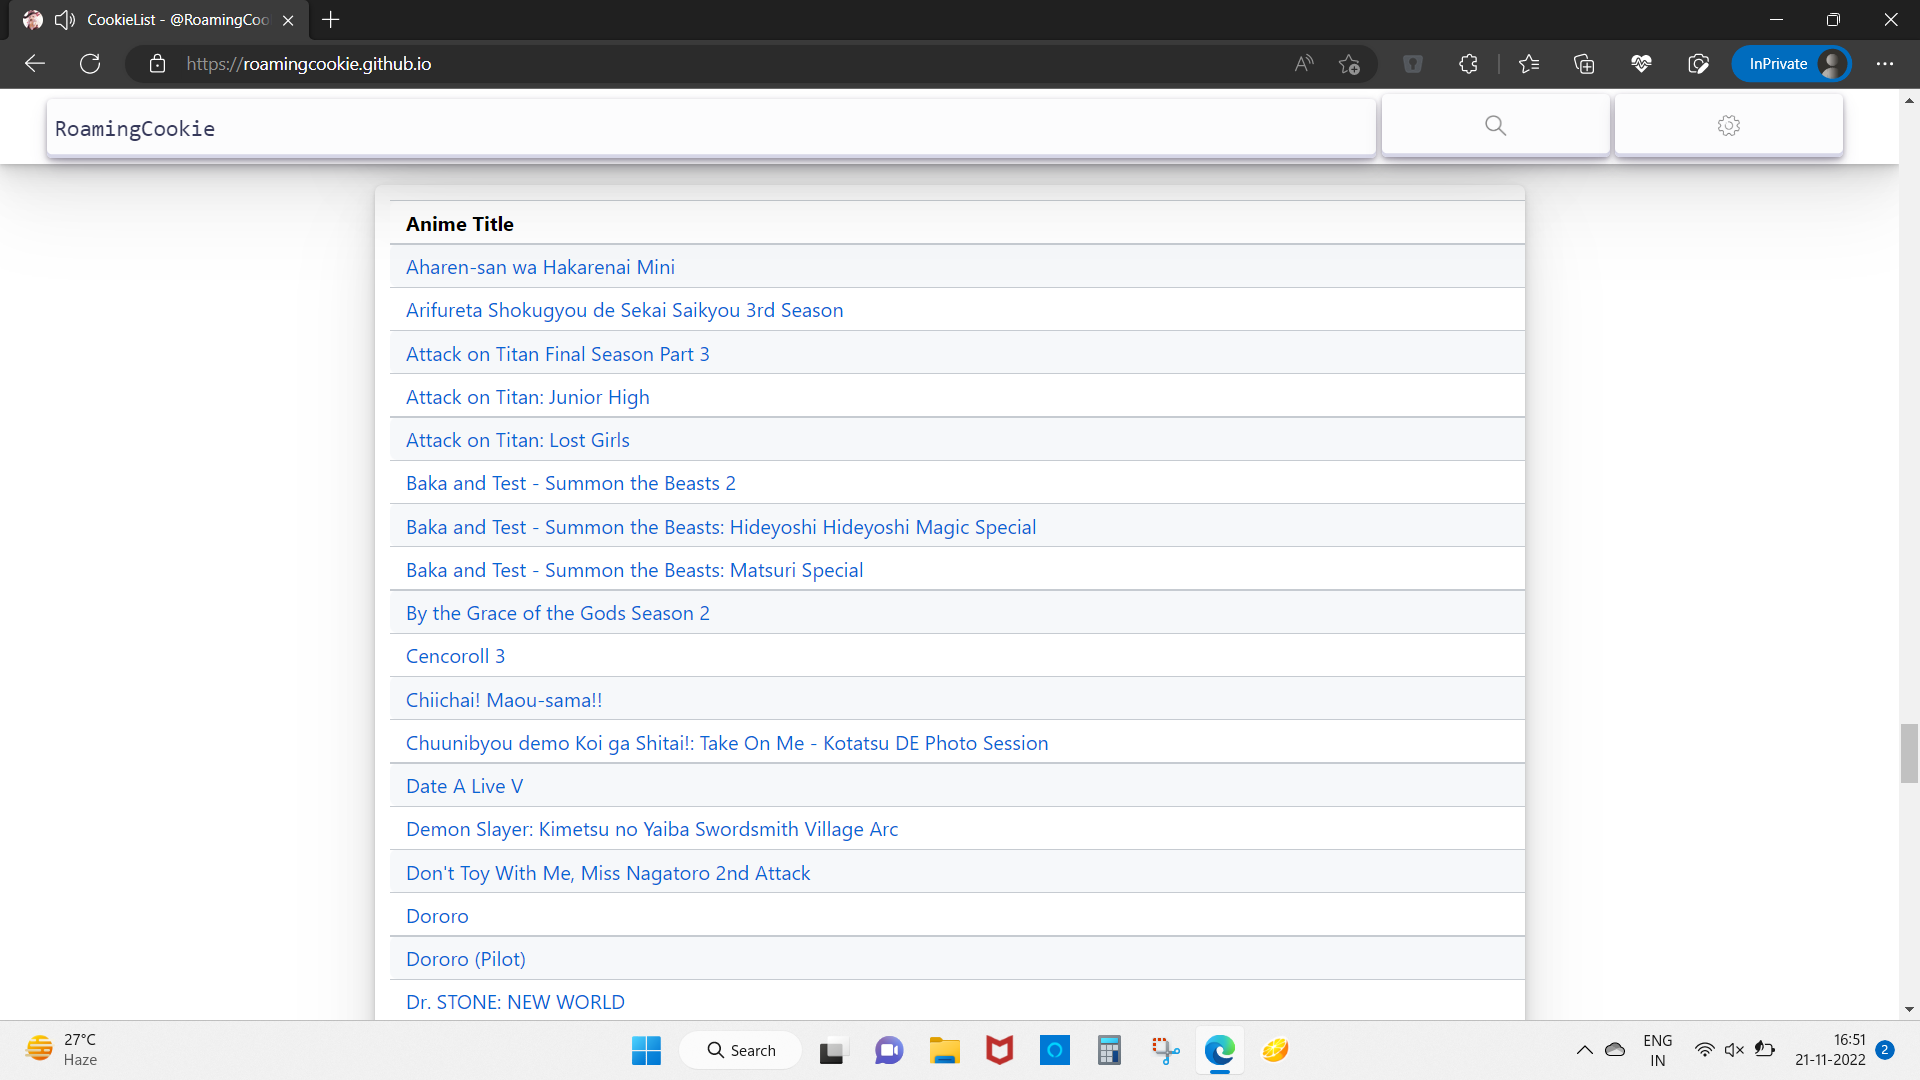 CookieList - @RoamingCoo
https://roamingcookie.github.io
InPrivate
RoamingCookie
Anime Title
Aharen-san wa Hakarenai Mini
Arifureta Shokugyou de Sekai Saikyou 3rd Season
Attack on Titan Final Season Part 3
Attack on Titan: Junior High
Attack on Titan: Lost Girls
Baka and Test - Summon the Beasts 2
Baka and Test - Summon the Beasts: Hideyoshi Hideyoshi Magic Special
Baka and Test - Summon the Beasts: Matsuri Special
By the Grace of the Gods Season 2
Cencoroll 3
Chiichai! Maou-sama!!
Chuunibyou demo Koi ga Shitai!: Take On Me - Kotatsu DE Photo Session
Date A Live V
Demon Slayer: Kimetsu no Yaiba Swordsmith Village Arc
Don't Toy With Me, Miss Nagatoro 2nd Attack
Dororo
Dororo (Pilot)
Dr. STONE: NEW WORLD
27°C
Haze
Search
ENG
IN
16:51
21-11-2022
2